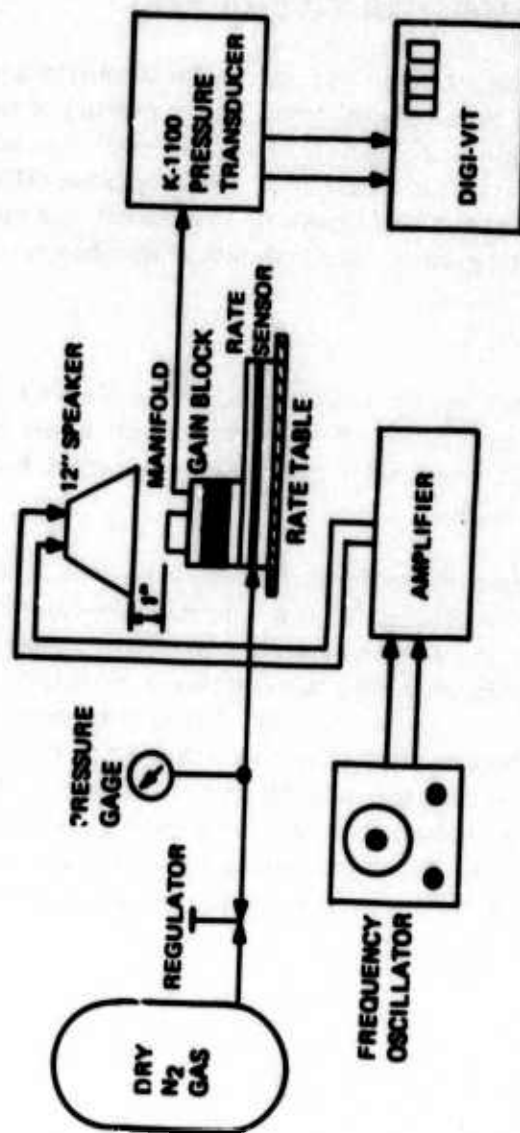 DRY
N2
GAS
REGULATOR
PRESSURE
GAGE
12" SPEAKER
MANIFOLD
GAIN BLOCK
RATE
SENSOR
RATE TABLE
K-1100
PRESSURE
TRANSDUCER
DIGI-VIT
AMPLIFIER
FREQUENCY
OSCILLATOR